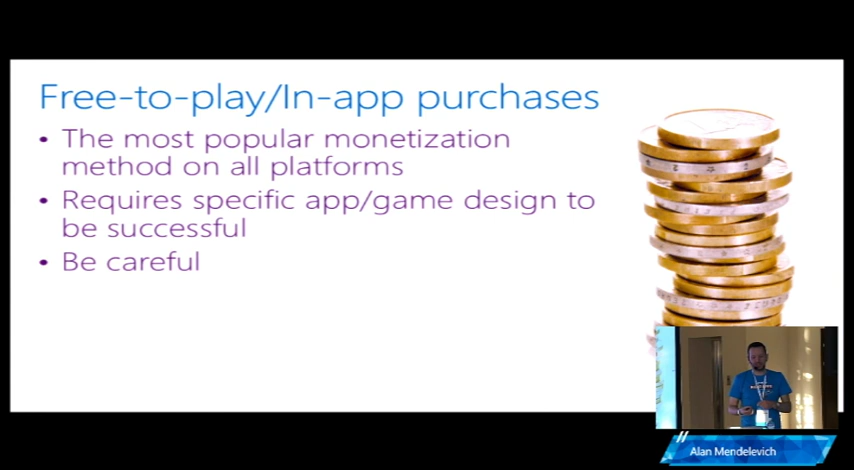 Free-to-play/In-app purchases
• The most popular monetization
method on all platforms
• Requires specific app/game design to
be successful
• Be careful
Alan Mendelevich